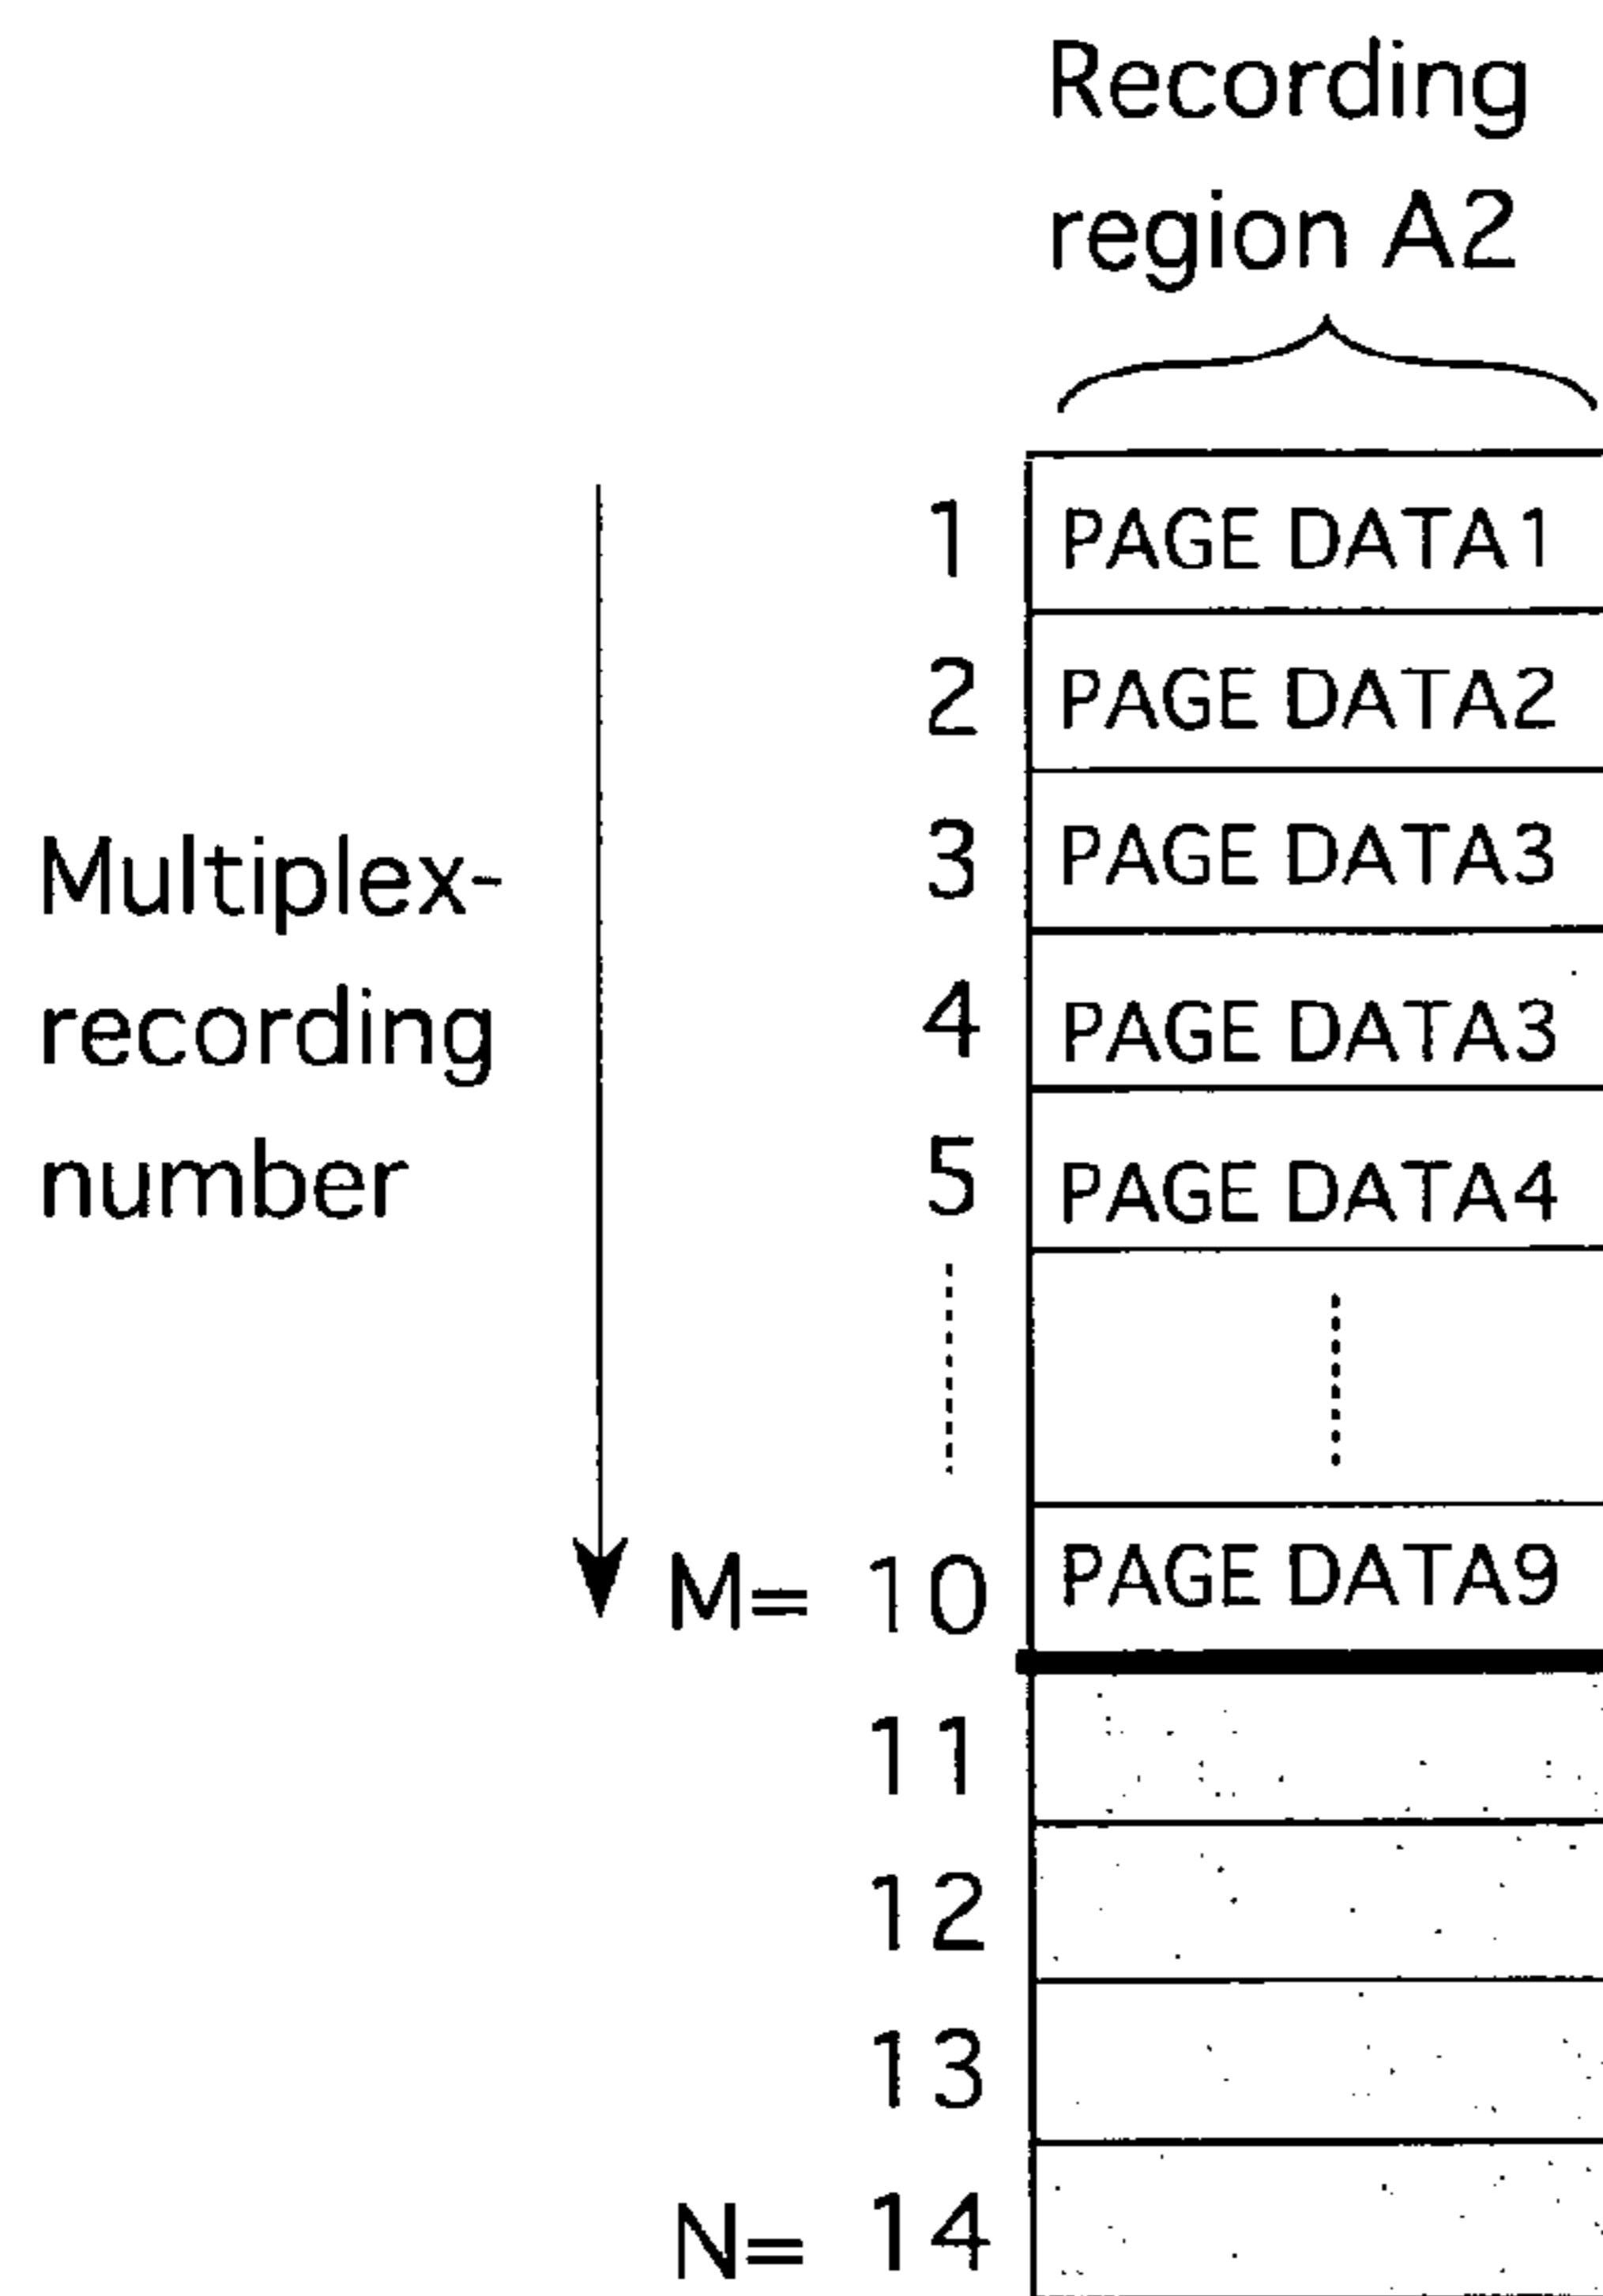 Recording
region A2
1 PAGE DATA1
2 PAGE DATA2
3 PAGE DATA3
4 PAGE DATA3
5 PAGE DATA4
Multiplex-
recording
number
M= 10 PAGE DATA9
11
12
13
N= 14